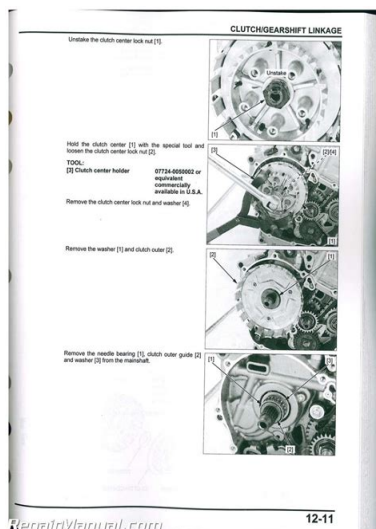 CLUTCH/GEARSHIFT LINKAGE
Unstake the clutch center lock nut [1].
Unstake
[1]
Hold the clutch center [1] with the special tool and
loosen the clutch center lock nut [2].
TOOL:
[3] Clutch center holder 07724-0050002 or
equivalent
commercially
available in U.S.A.
Remove the clutch center lock nut and washer [4].
[3]
[2]/[4]
[1]
Remove the washer [1] and clutch outer [2].
[2]
[1]
Remove the needle bearing [1], clutch outer guide [2]
and washer [3] from the mainshaft.
[1]
[3]
[2]
12-11
RepairManual.com